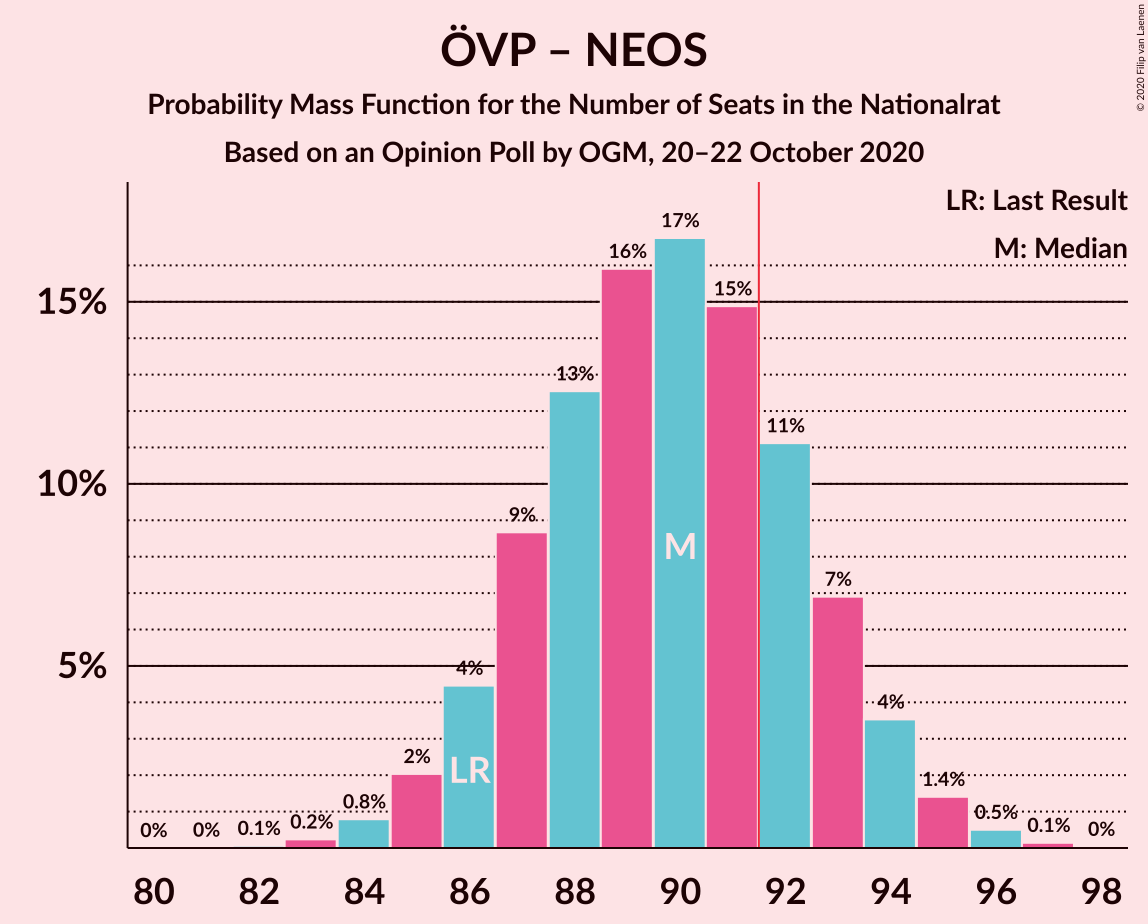 ÖVP – NEOS
Probability Mass Function for the Number of Seats in the Nationalrat
Based on an Opinion Poll by OGM, 20–22 October 2020
© 2020 Filip van Laenen
LR: Last Result
M: Median
15%
10%
5%
0%
0%
0.1%
0.2%
0.8%
2%
4%
9%
13%
16%
17%
15%
11%
7%
4%
1.4%
0.5%
0.1%
0%
LR
M
80 82 84 86 88 90 92 94 96 98